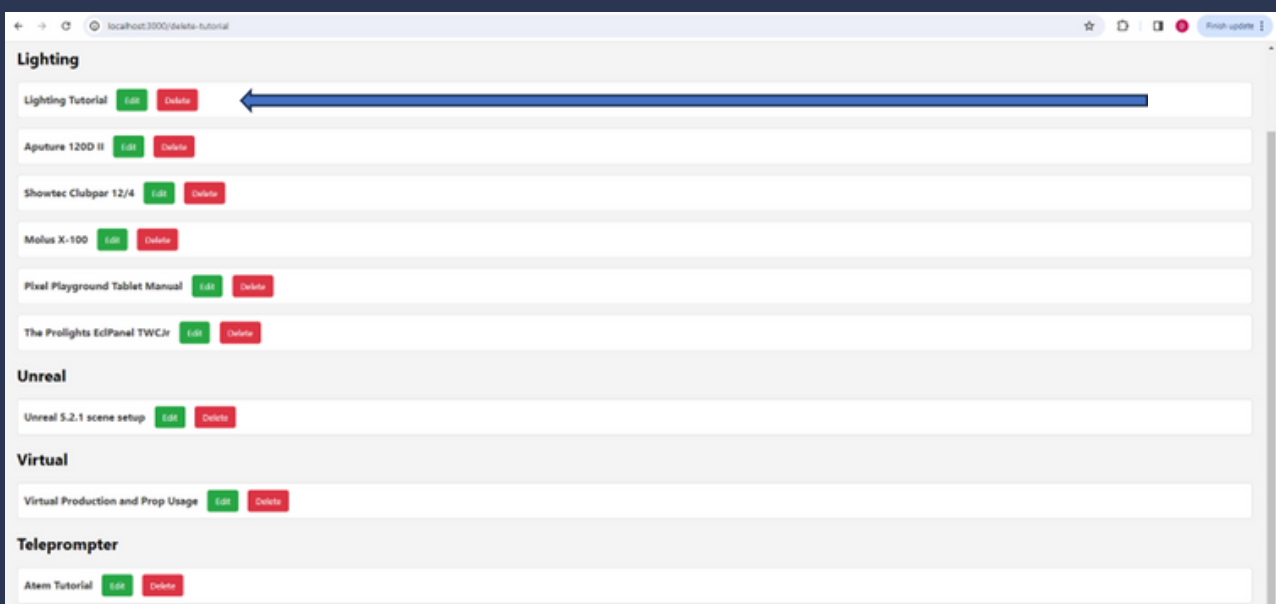 localhost:3000/delete-tutorial
Finish update
Lighting
Lighting Tutorial Edit Delete
Aputure 120D II Edit Delete
Showtec Clubpar 12/4 Edit Delete
Molus X-100 Edit Delete
Pixel Playground Tablet Manual Edit Delete
The Prolights EclPanel TWCJr Edit Delete
Unreal
Unreal 5.2.1 scene setup Edit Delete
Virtual
Virtual Production and Prop Usage Edit Delete
Teleprompter
Atem Tutorial Edit Delete